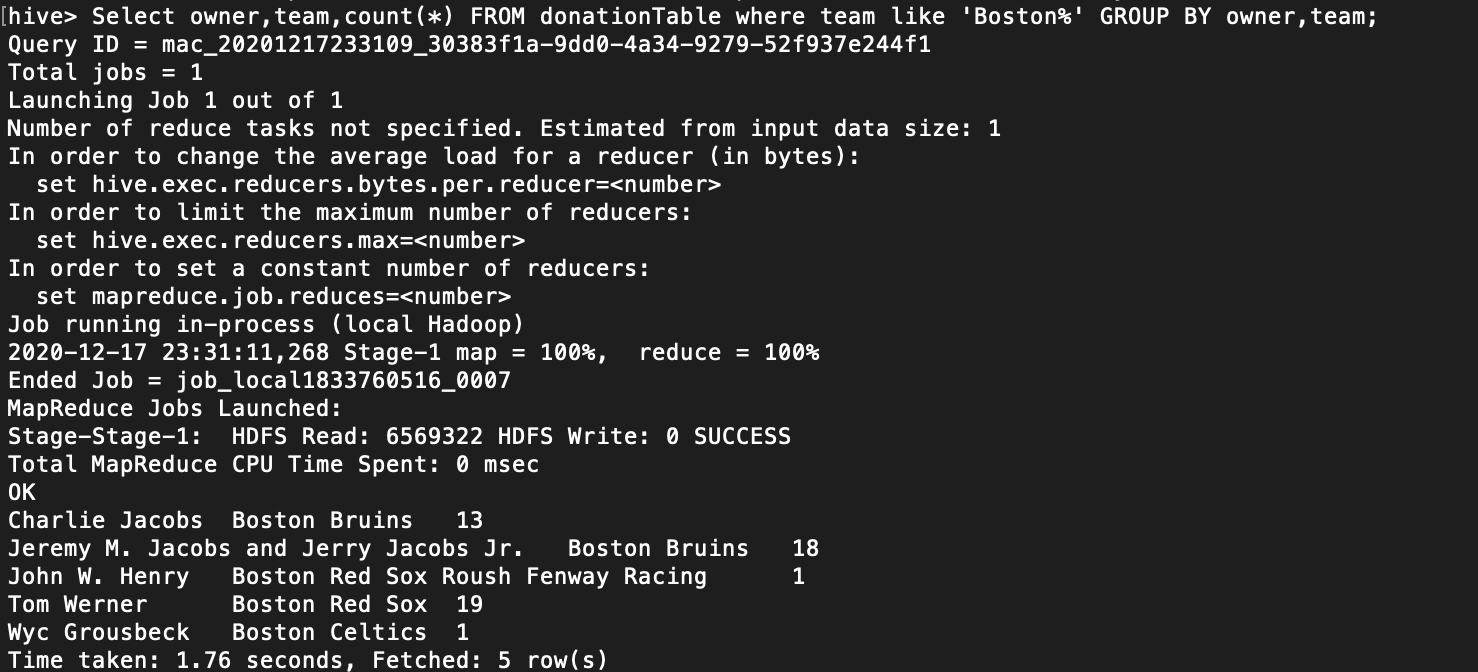 [hive> Select owner,team,count(*) FROM donationTable where team like 'Boston%' GROUP BY owner,team;
Query ID = mac_20201217233109_30383f1a-9dd0-4a34-9279-52f937e244f1
Total jobs = 1
Launching Job 1 out of 1
Number of reduce tasks not specified. Estimated from input data size: 1
In order to change the average load for a reducer (in bytes):
  set hive.exec.reducers.bytes.per.reducer=<number>
In order to limit the maximum number of reducers:
  set hive.exec.reducers.max=<number>
In order to set a constant number of reducers:
  set mapreduce.job.reduces=<number>
Job running in-process (local Hadoop)
2020-12-17 23:31:11,268 Stage-1 map = 100%,  reduce = 100%
Ended Job = job_local1833760516_0007
MapReduce Jobs Launched:
Stage-Stage-1:  HDFS Read: 6569322 HDFS Write: 0 SUCCESS
Total MapReduce CPU Time Spent: 0 msec
OK
Charlie Jacobs  Boston Bruins   13
Jeremy M. Jacobs and Jerry Jacobs Jr.   Boston Bruins   18
John W. Henry   Boston Red Sox Roush Fenway Racing      1
Tom Werner      Boston Red Sox  19
Wyc Grousbeck   Boston Celtics  1
Time taken: 1.76 seconds, Fetched: 5 row(s)